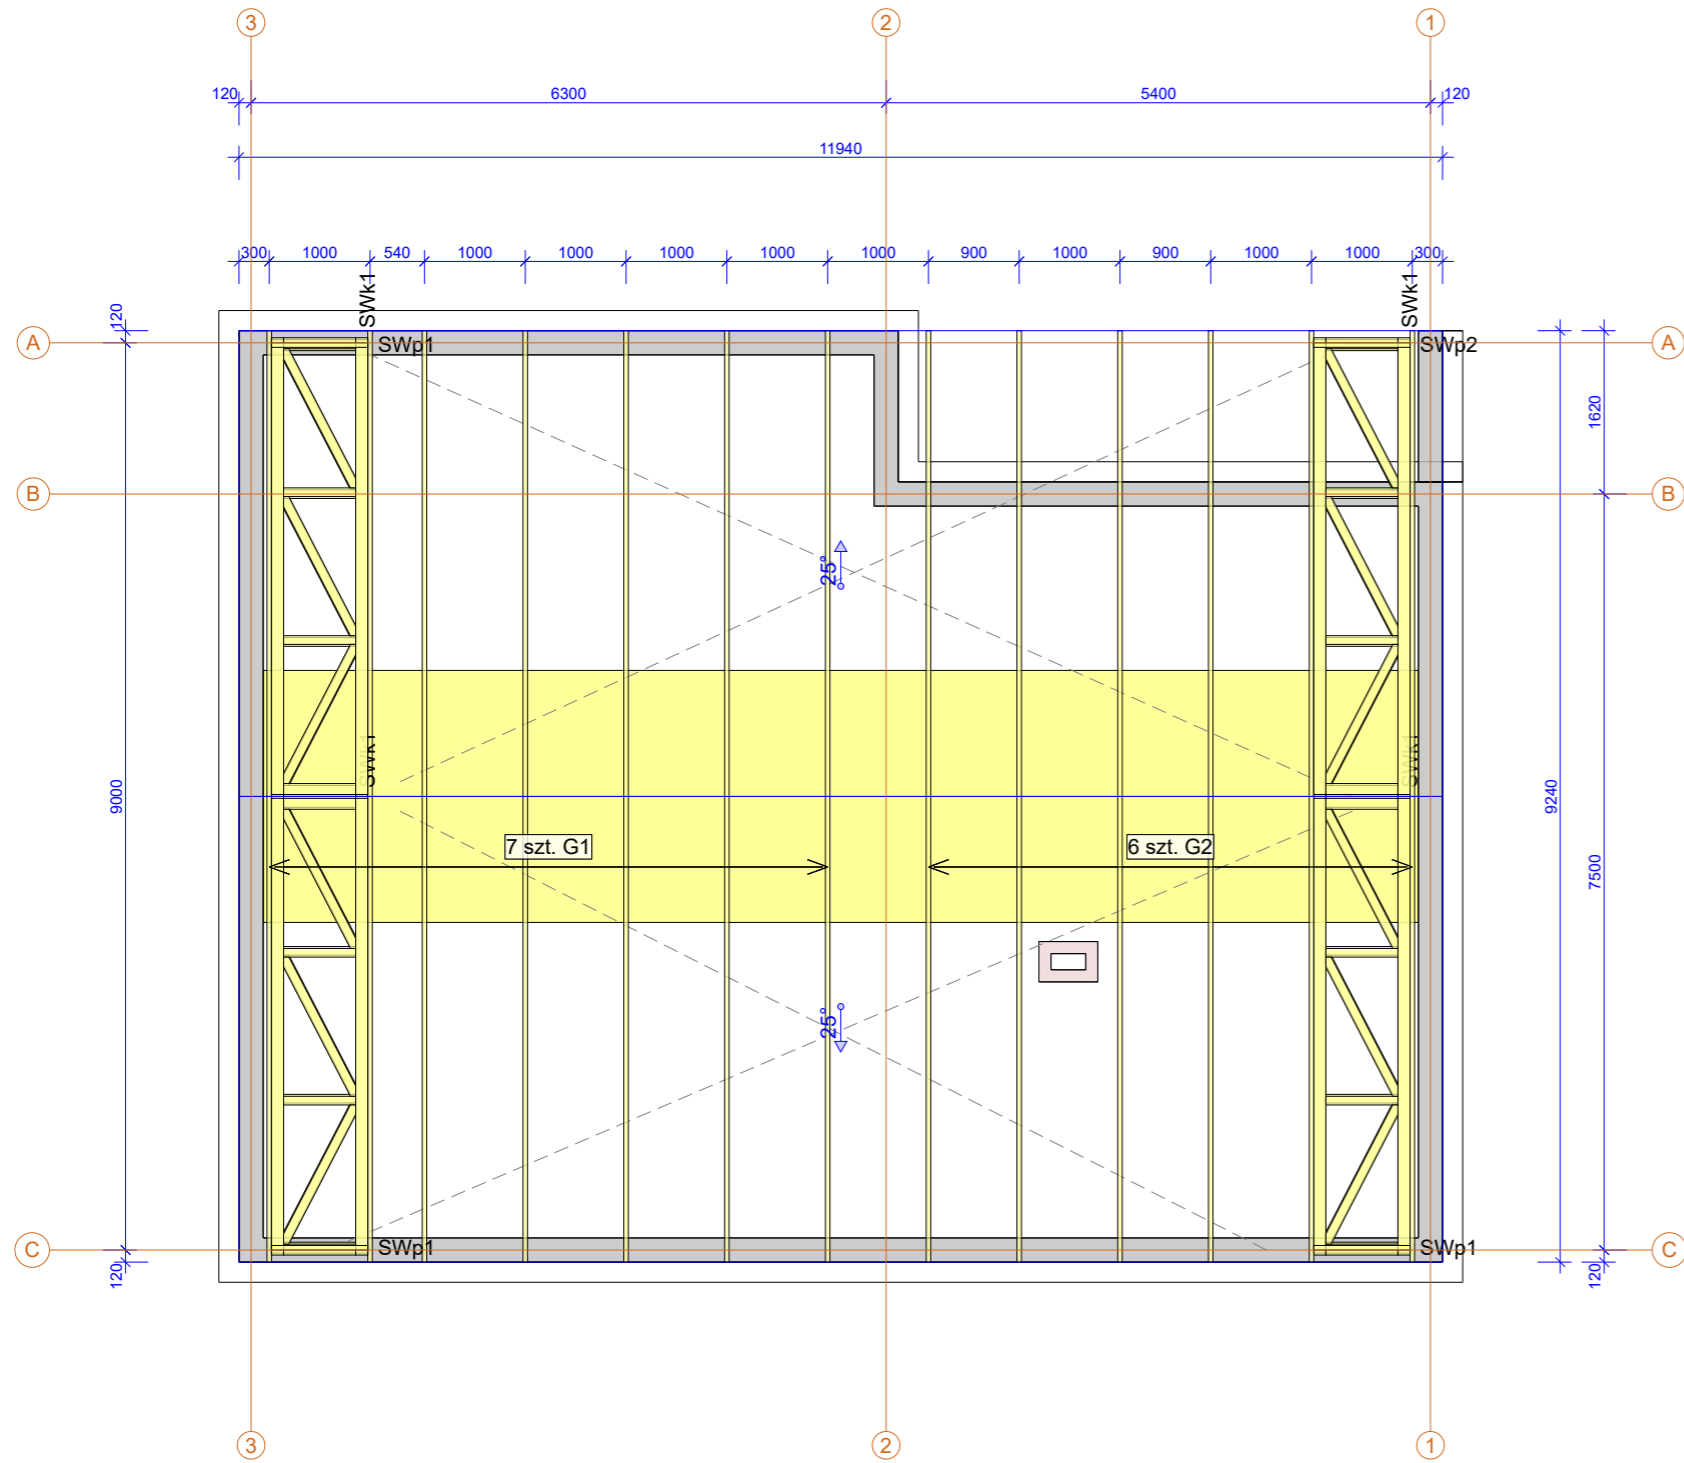 3 2 1
120 6300 5400 120
11940
300 1000 540 1000 1000 1000 1000 1000 900 1000 900 1000 1000 300
SWk1 SWk1
120
A SWp1 SWp2 A
1620
B B
25°
SWk1 SWk1
9000 9240
7 szt. G1 6 szt. G2
7500
25°
C SWp1 SWp1 C
120 120
3 2 1